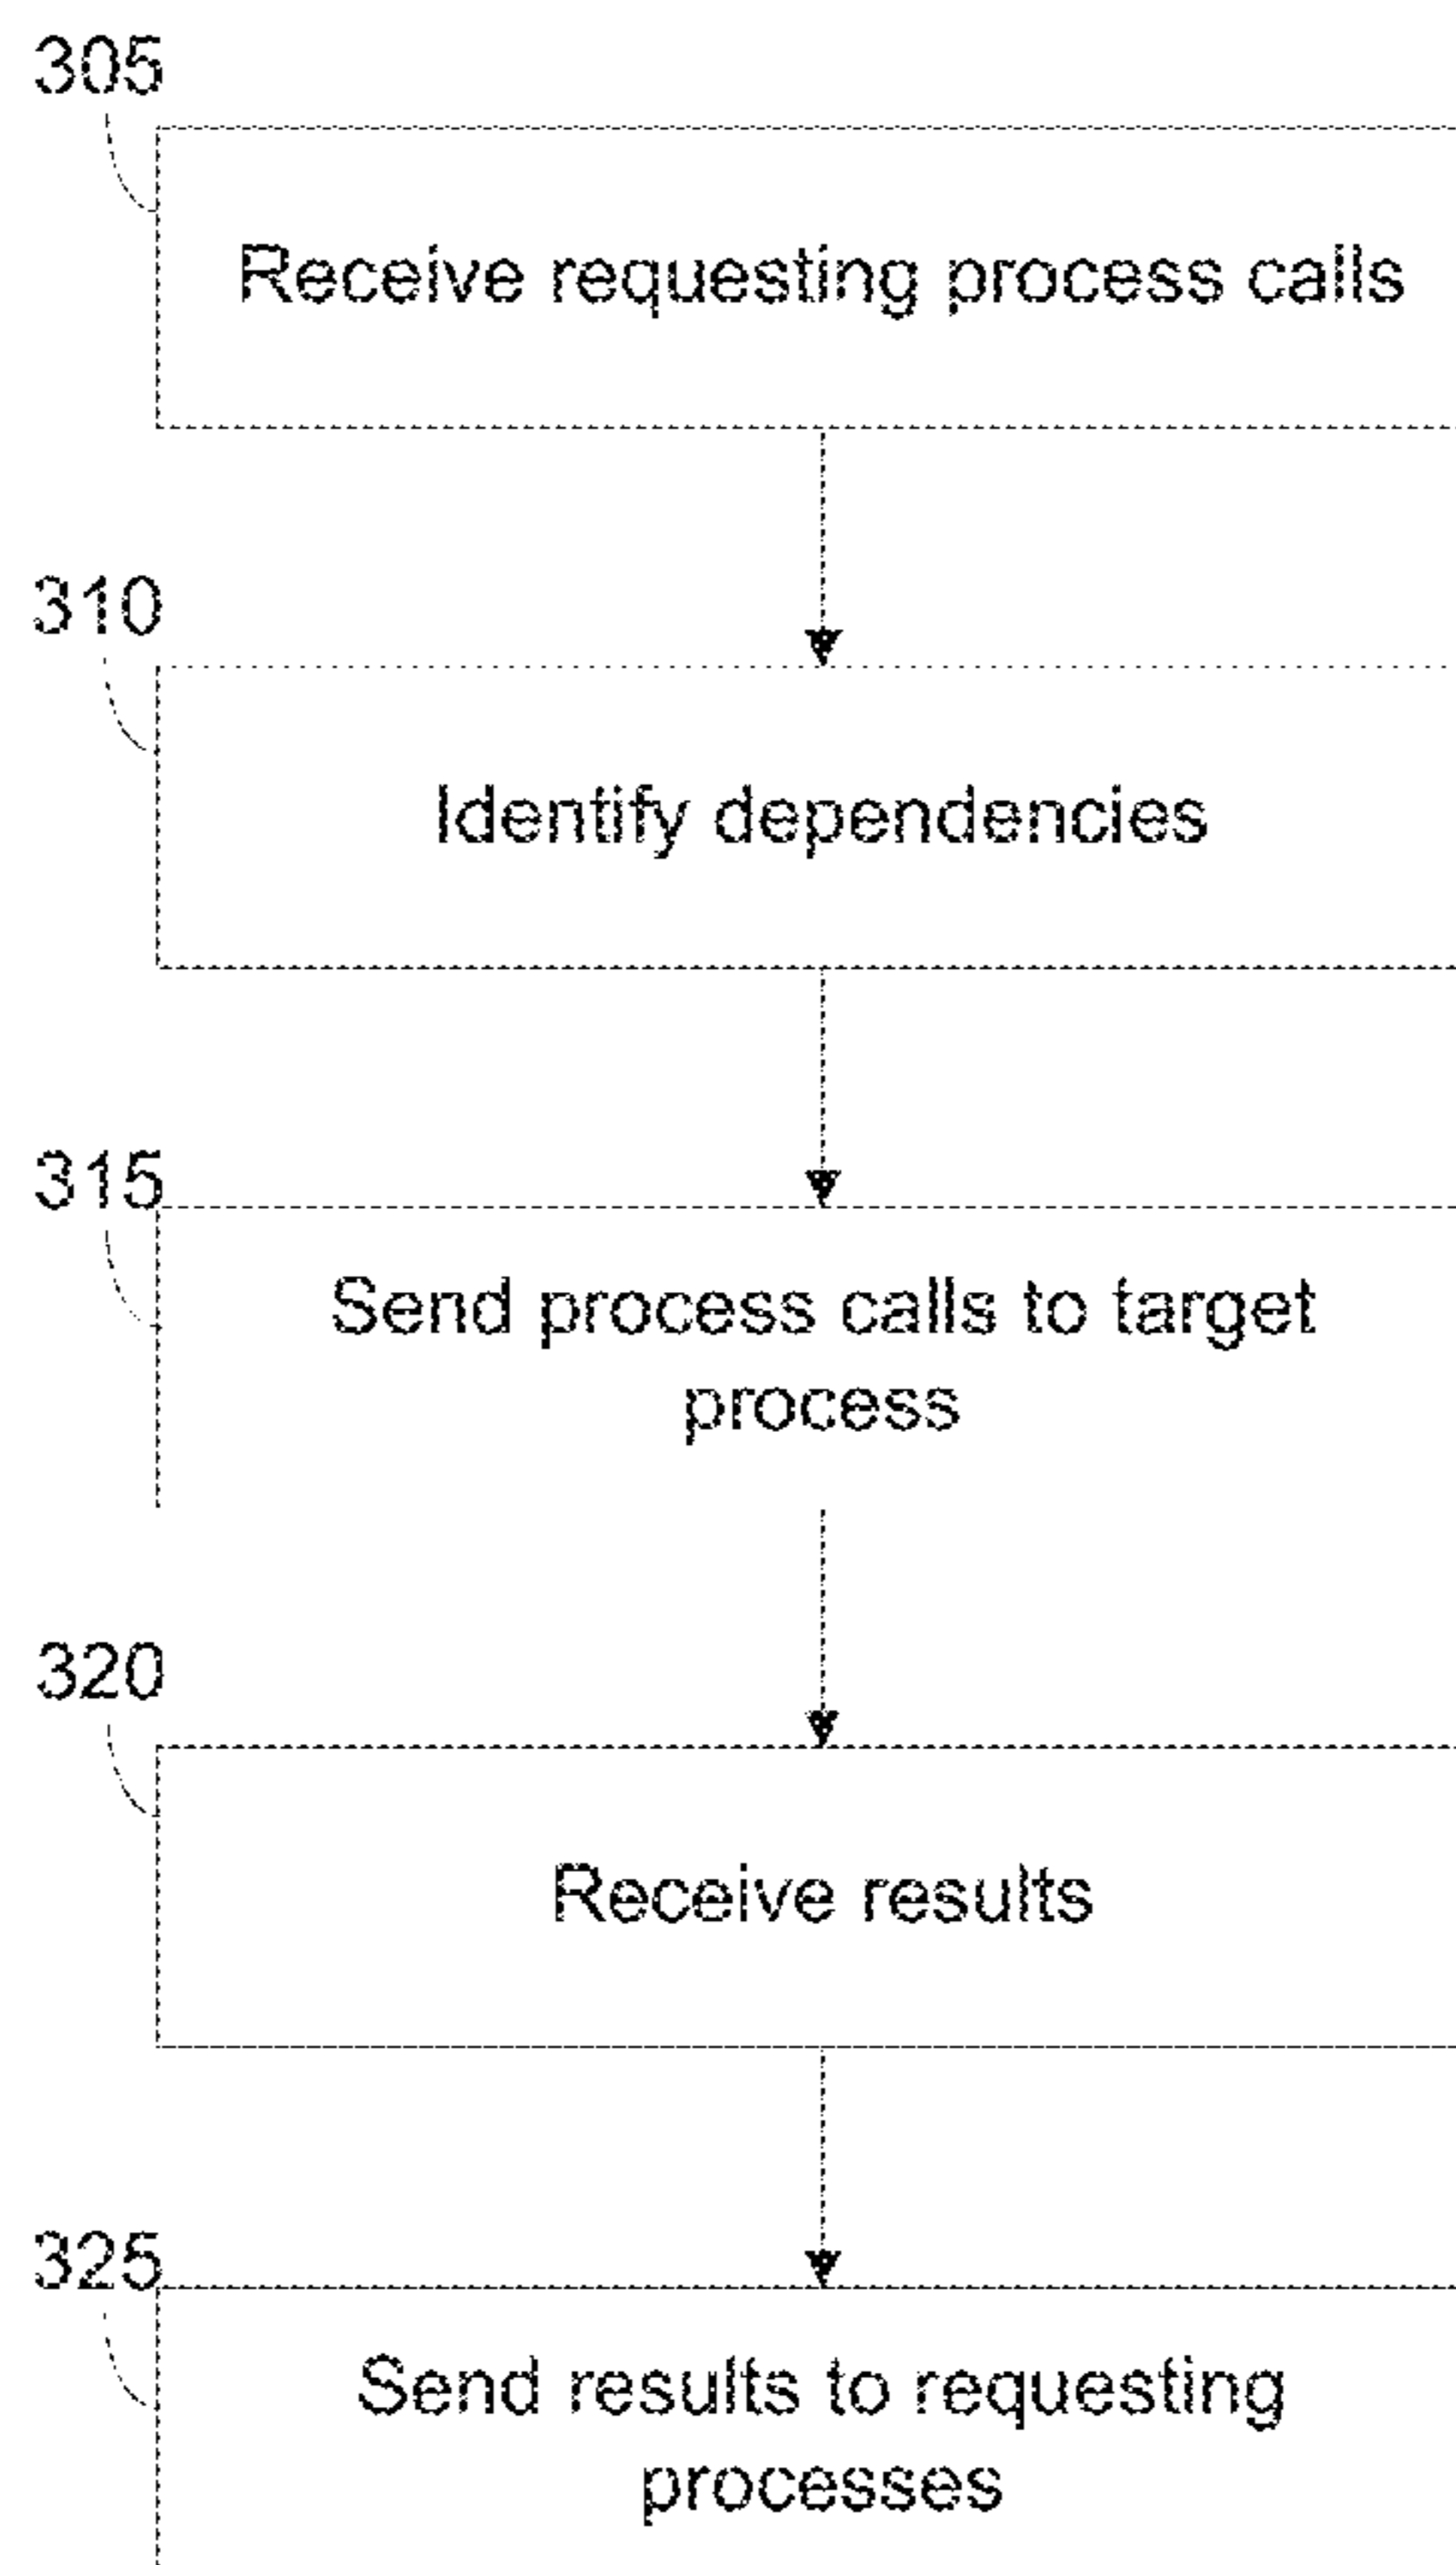 305
Receive requesting process calls
310
Identify dependencies
315
Send process calls to target
process
320
Receive results
325
Send results to requesting
processes